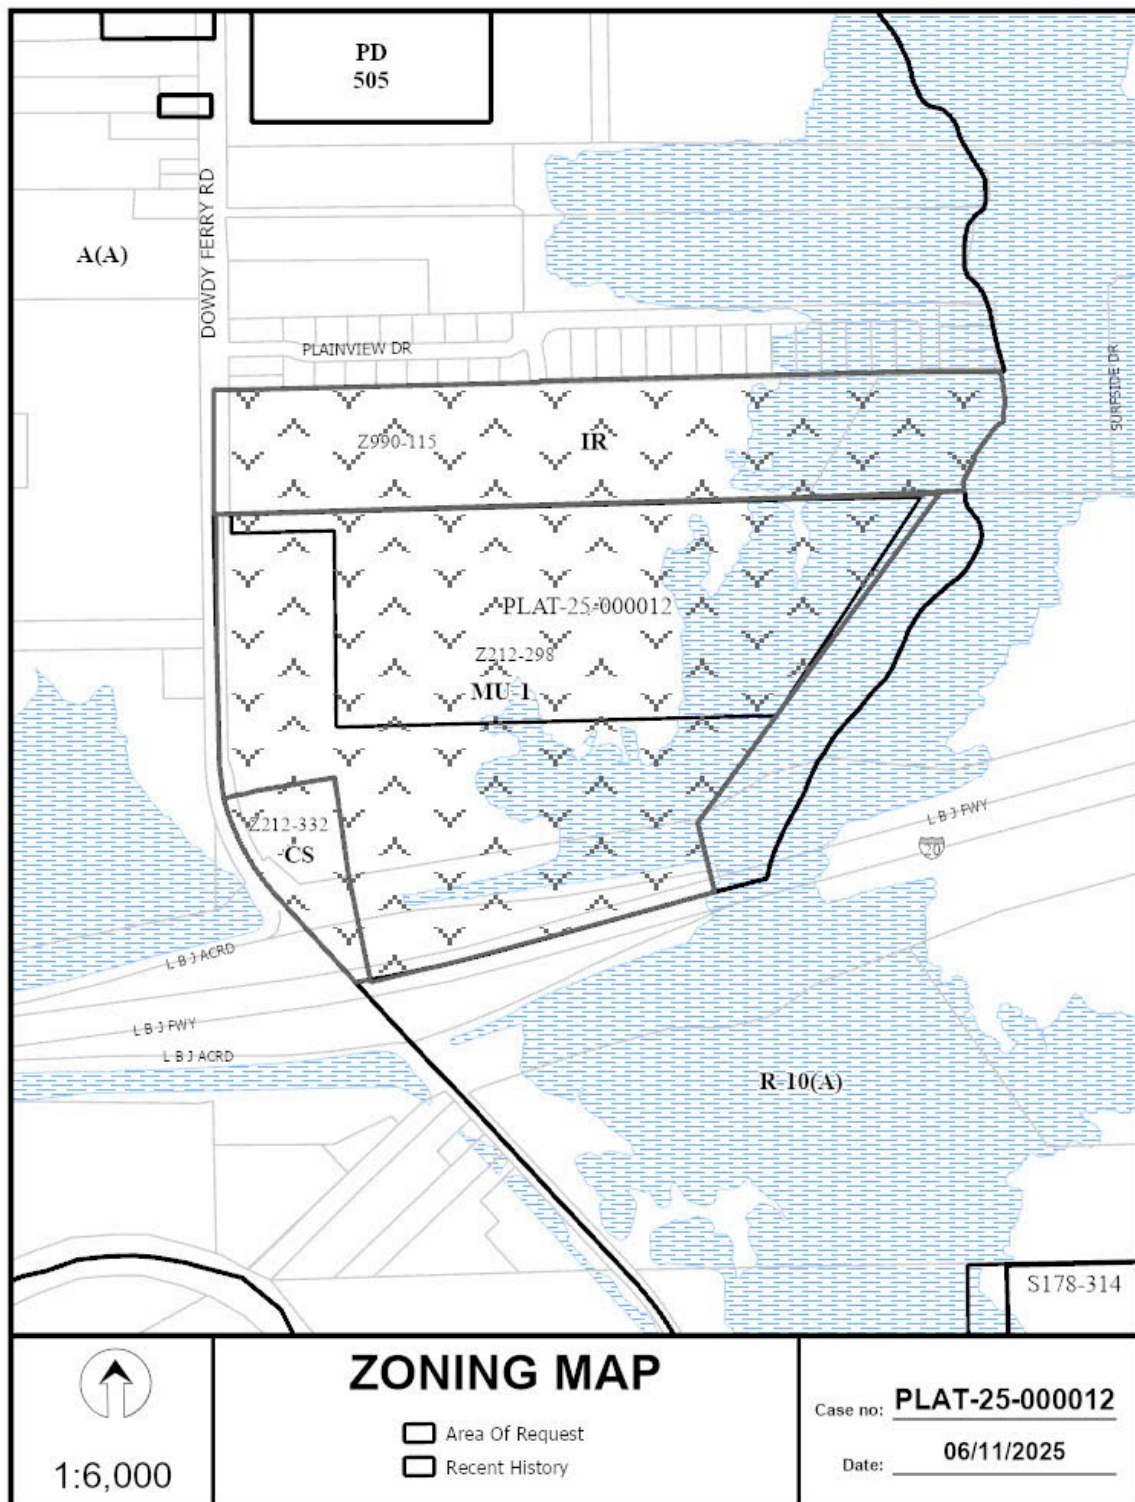 PD
505
DOWDY FERRY RD
A(A)
PLAINVIEW DR
SURFSIDE DR
Z990-115
IR
PLAT-25-000012
Z212-298
MU-1
Z212-332
CS
L B J FWY
20
L B J ACRD
L B J FWY
L B J ACRD
R-10(A)
S178-314
1:6,000
ZONING MAP
Area Of Request
Recent History
Case no: PLAT-25-000012
Date: 06/11/2025